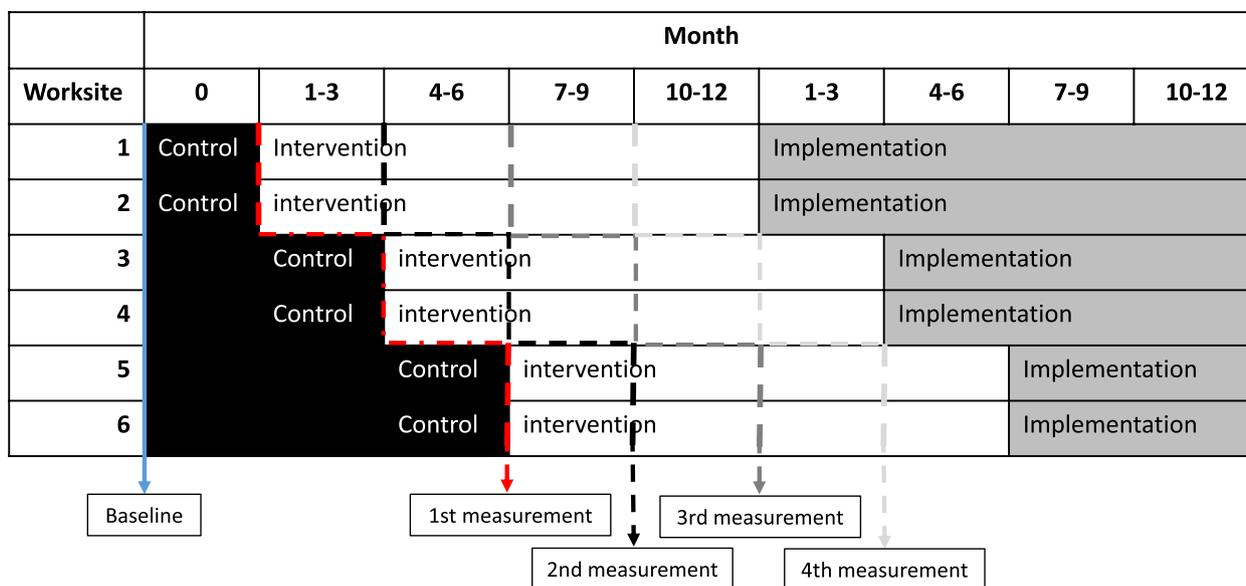 Month
Worksite 0 1-3 4-6 7-9 10-12 1-3 4-6 7-9 10-12
1 Control Intervention Implementation
2 Control intervention Implementation
3 Control intervention Implementation
4 Control intervention Implementation
5 Control intervention Implementation
6 Control intervention Implementation
Baseline 1st measurement 3rd measurement
2nd measurement 4th measurement